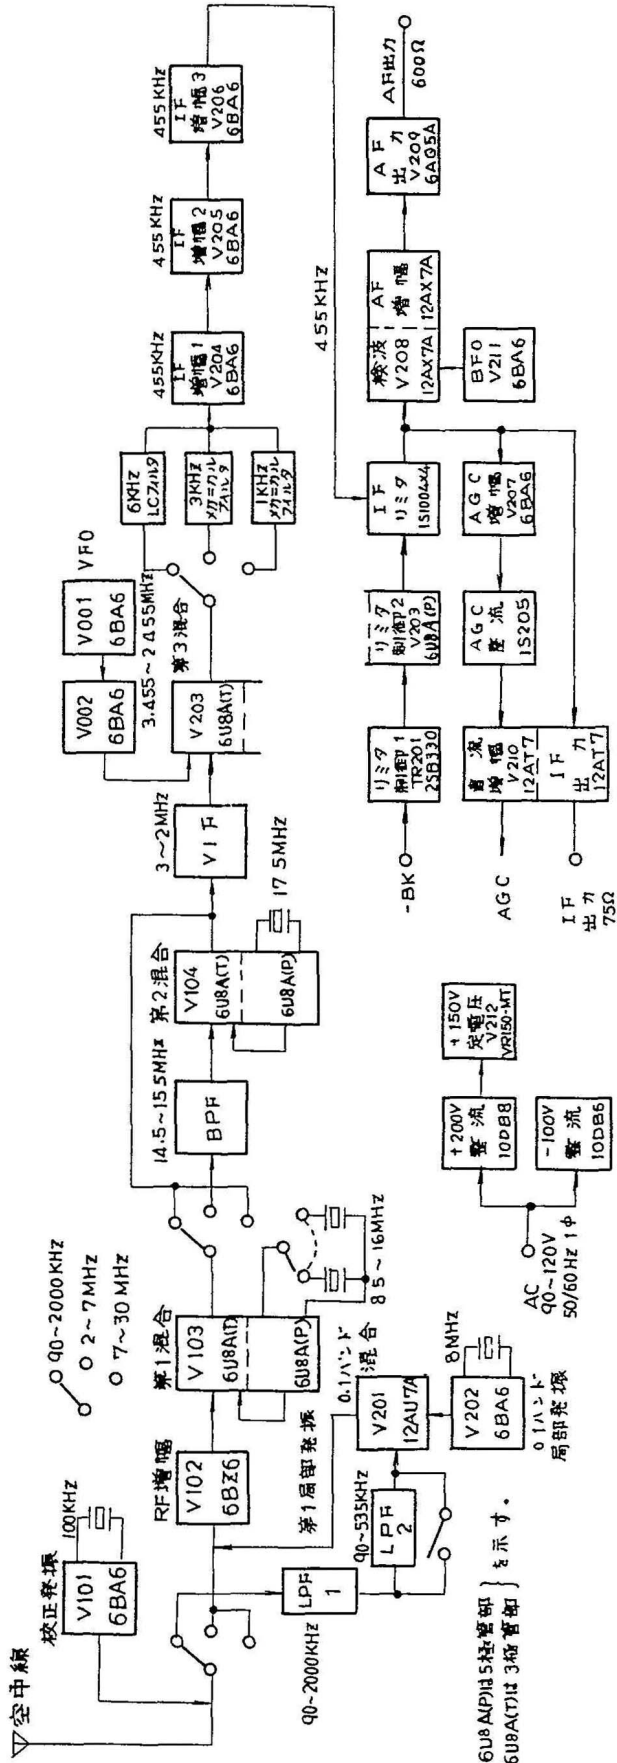 空中線
校正発振
100KHz
V101
6BA6
90~2000KHz
2~7MHz
7~30MHz
RF増幅
V102
6BZ6
第1混合
V103
6U8A(T)
6U8A(P)
第1局部発振
8.5~16MHz
LPF
1
90~2000KHz
90~535KHz
LPF
2
0.1バンド
混合
V201
12AU7A
8MHz
V202
6BA6
0.1バンド
局部発振
6U8A(P)は5極管部
6U8A(T)は3極管部
を示す。
14.5~15.5MHz
BPF
第2混合
V104
6U8A(T)
6U8A(P)
17.5MHz
3~2MHz
VIF
VFO
V001
6BA6
V002
6BA6
3.455~2.455MHz
第3混合
V203
6U8A(T)
6KHz
LCフィルタ
3KHz
メカニカル
フィルタ
1KHz
メカニカル
フィルタ
455KHz
IF
増幅1
V204
6BA6
455KHz
IF
増幅2
V205
6BA6
455KHz
IF
増幅3
V206
6BA6
455KHz
-BK
リミタ
制御1
TR201
2SB330
リミタ
制御2
V203
6U8A(P)
IF
リミタ
1S1004x4
検波
V208
12AX7A
AF
増幅
12AX7A
AF
出力
V209
6AQ5A
AF出力
600Ω
BFO
V211
6BA6
AGC
増幅
V207
6BA6
AGC
整流
1S205
直流
増幅
V210
12AT7
IF
出力
12AT7
AGC
IF
出力
75Ω
AC
90~120V
50/60Hz 1φ
+200V
整流
10DB8
+150V
定電圧
V212
VR150-MT
-100V
整流
10DB6